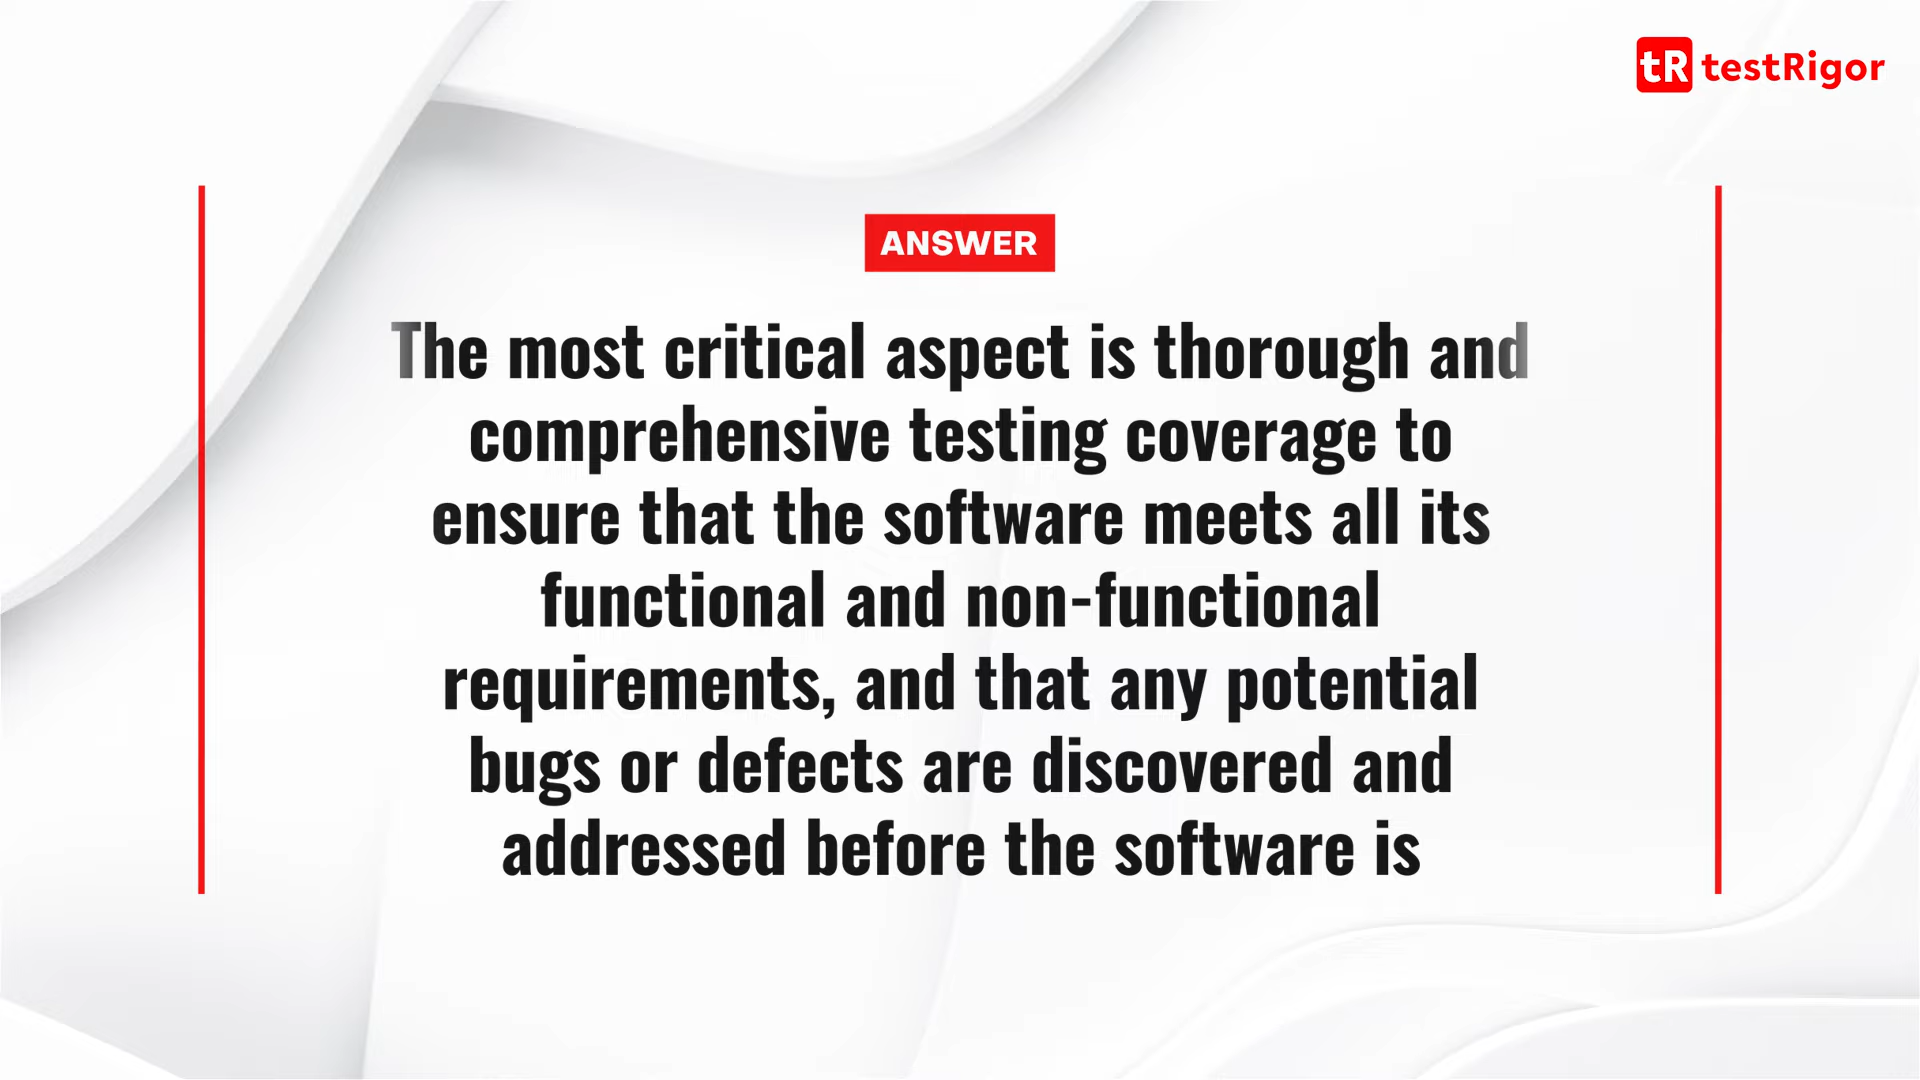 tR testRigor
ANSWER
The most critical aspect is thorough and
comprehensive testing coverage to
ensure that the software meets all its
functional and non-functional
requirements, and that any potential
bugs or defects are discovered and
addressed before the software is